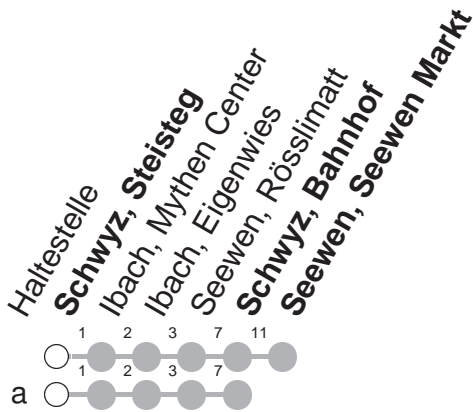 Haltestelle
Schwyz, Steisteg
Ibach, Mythen Center
Ibach, Eigenwies
Seewen, Rösslimatt
Schwyz, Bahnhof
Seewen, Seewen Markt
1 2 3 7 11
1 2 3 7
a